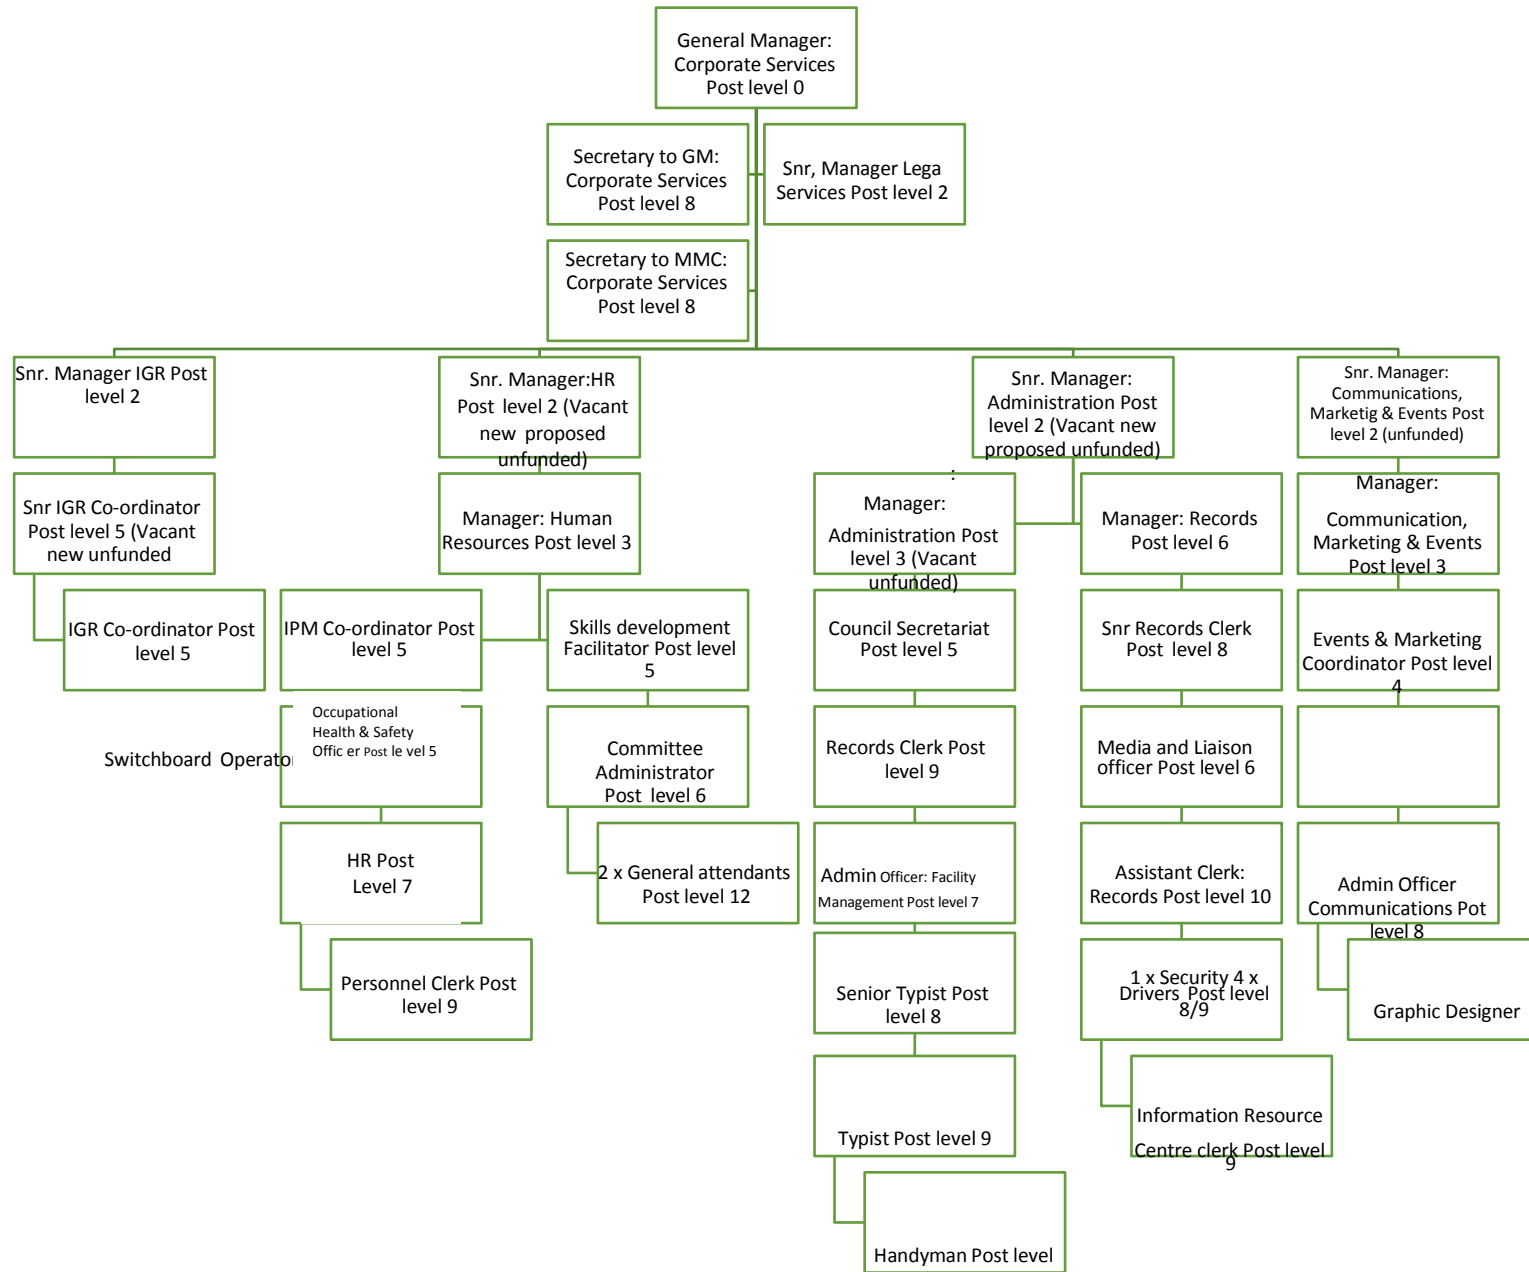 General Manager:
Corporate Services
Post level 0
Secretary to GM:
Corporate Services
Post level 8
Snr, Manager Lega
Services Post level 2
Secretary to MMC:
Corporate Services
Post level 8
Snr. Manager IGR Post
level 2
Snr. Manager:HR
Post level 2 (Vacant
new proposed
unfunded)
Snr. Manager:
Administration Post
level 2 (Vacant new
proposed unfunded)
Snr. Manager:
Communications,
Marketig & Events Post
level 2 (unfunded)
Snr IGR Co-ordinator
Post level 5 (Vacant
new unfunded
Manager: Human
Resources Post level 3
:
Manager:
Administration Post
level 3 (Vacant
unfunded)
Manager: Records
Post level 6
Manager:
Communication,
Marketing & Events
Post level 3
IGR Co-ordinator Post
level 5
IPM Co-ordinator Post
level 5
Skills development
Facilitator Post level
5
Council Secretariat
Post level 5
Snr Records Clerk
Post level 8
Events & Marketing
Coordinator Post level
4
Switchboard Operator
Occupational
Health & Safety
Offic er Post le vel 5
Committee
Administrator
Post level 6
Records Clerk Post
level 9
Media and Liaison
officer Post level 6
HR Post
Level 7
2 x General attendants
Post level 12
Admin Officer: Facility
Management Post level 7
Assistant Clerk:
Records Post level 10
Admin Officer
Communications Pot
level 8
Personnel Clerk Post
level 9
Senior Typist Post
level 8
1 x Security 4 x
Drivers Post level
8/9
Graphic Designer
Typist Post level 9
Information Resource
Centre clerk Post level
9
Handyman Post level